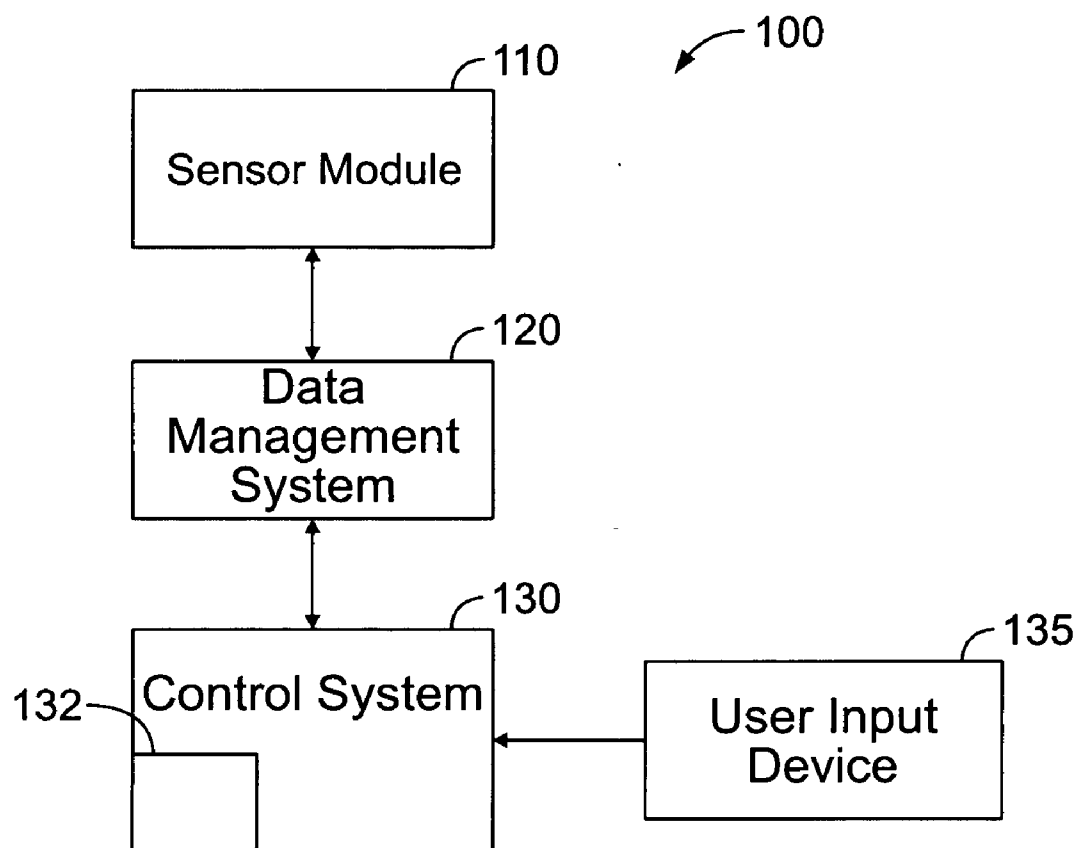 100
110
Sensor Module
120
Data
Management
System
130
135
Control System
132
User Input
Device